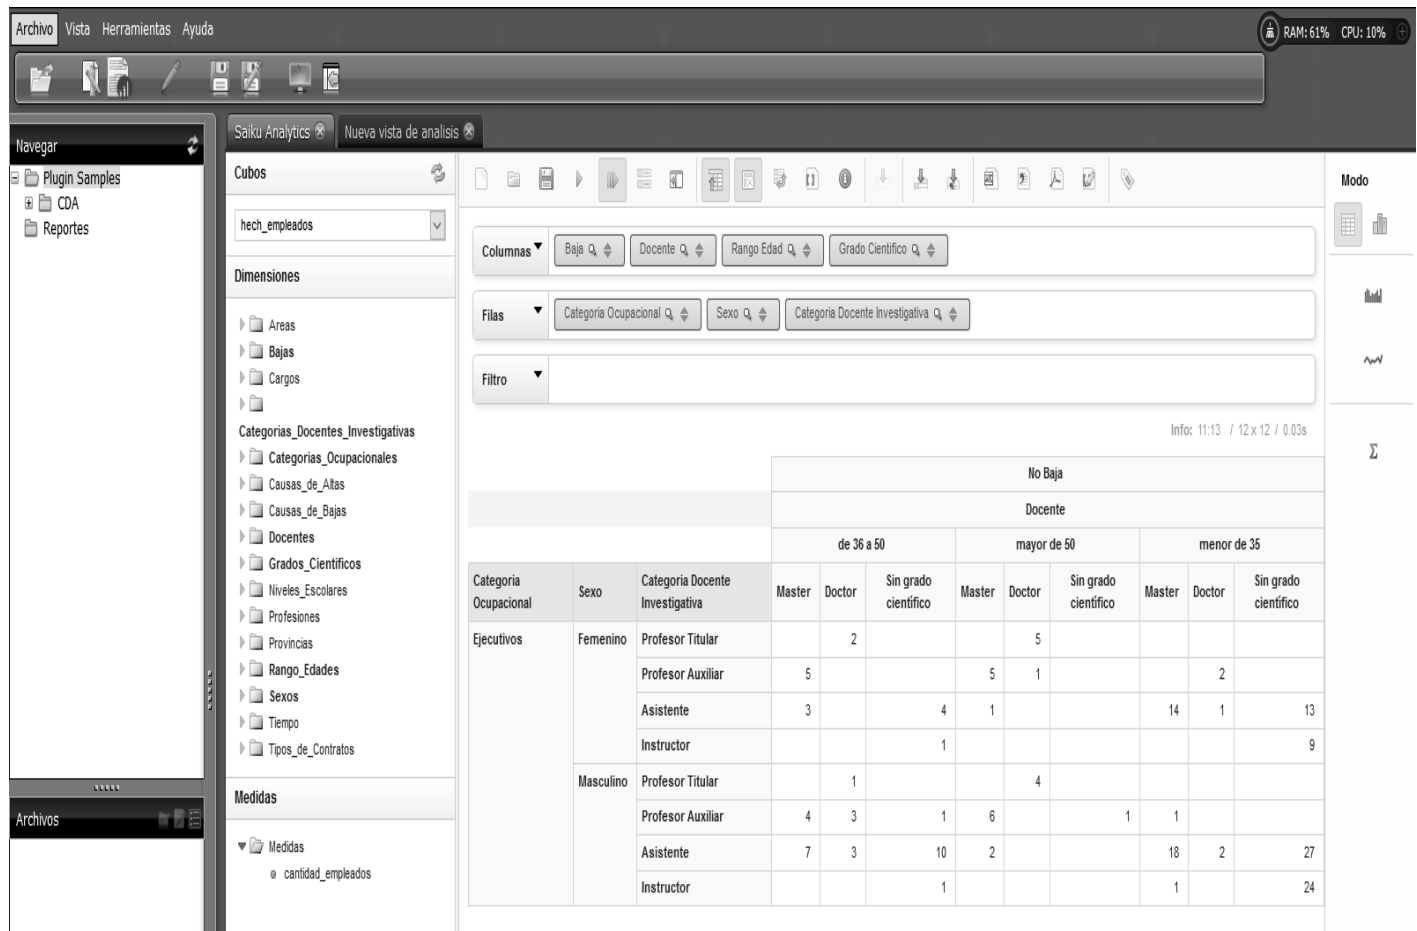 Archivo Vista Herramientas Ayuda
RAM: 61% CPU: 10%
Navegar
Plugin Samples
CDA
Reportes
Archivos
Saiku Analytics
Nueva vista de analisis
Cubos
hech_empleados
Dimensiones
Areas
Bajas
Cargos
Categorias_Docentes_Investigativas
Categorias_Ocupacionales
Causas_de_Altas
Causas_de_Bajas
Docentes
Grados_Cientificos
Niveles_Escolares
Profesiones
Provincias
Rango_Edades
Sexos
Tiempo
Tipos_de_Contratos
Medidas
Medidas
cantidad_empleados
Columnas Baja Docente Rango Edad Grado Cientifico
Filas Categoria Ocupacional Sexo Categoria Docente Investigativa
Filtro
Info: 11:13 / 12 x 12 / 0.03s
No Baja
Docente
de 36 a 50 mayor de 50 menor de 35
Categoria Ocupacional Sexo Categoria Docente Investigativa Master Doctor Sin grado científico Master Doctor Sin grado científico Master Doctor Sin grado científico
Ejecutivos Femenino Profesor Titular 2 5
Profesor Auxiliar 5 5 1 2
Asistente 3 4 1 14 1 13
Instructor 1 9
Masculino Profesor Titular 1 4
Profesor Auxiliar 4 3 1 6 1 1
Asistente 7 3 10 2 18 2 27
Instructor 1 1 24
Modo